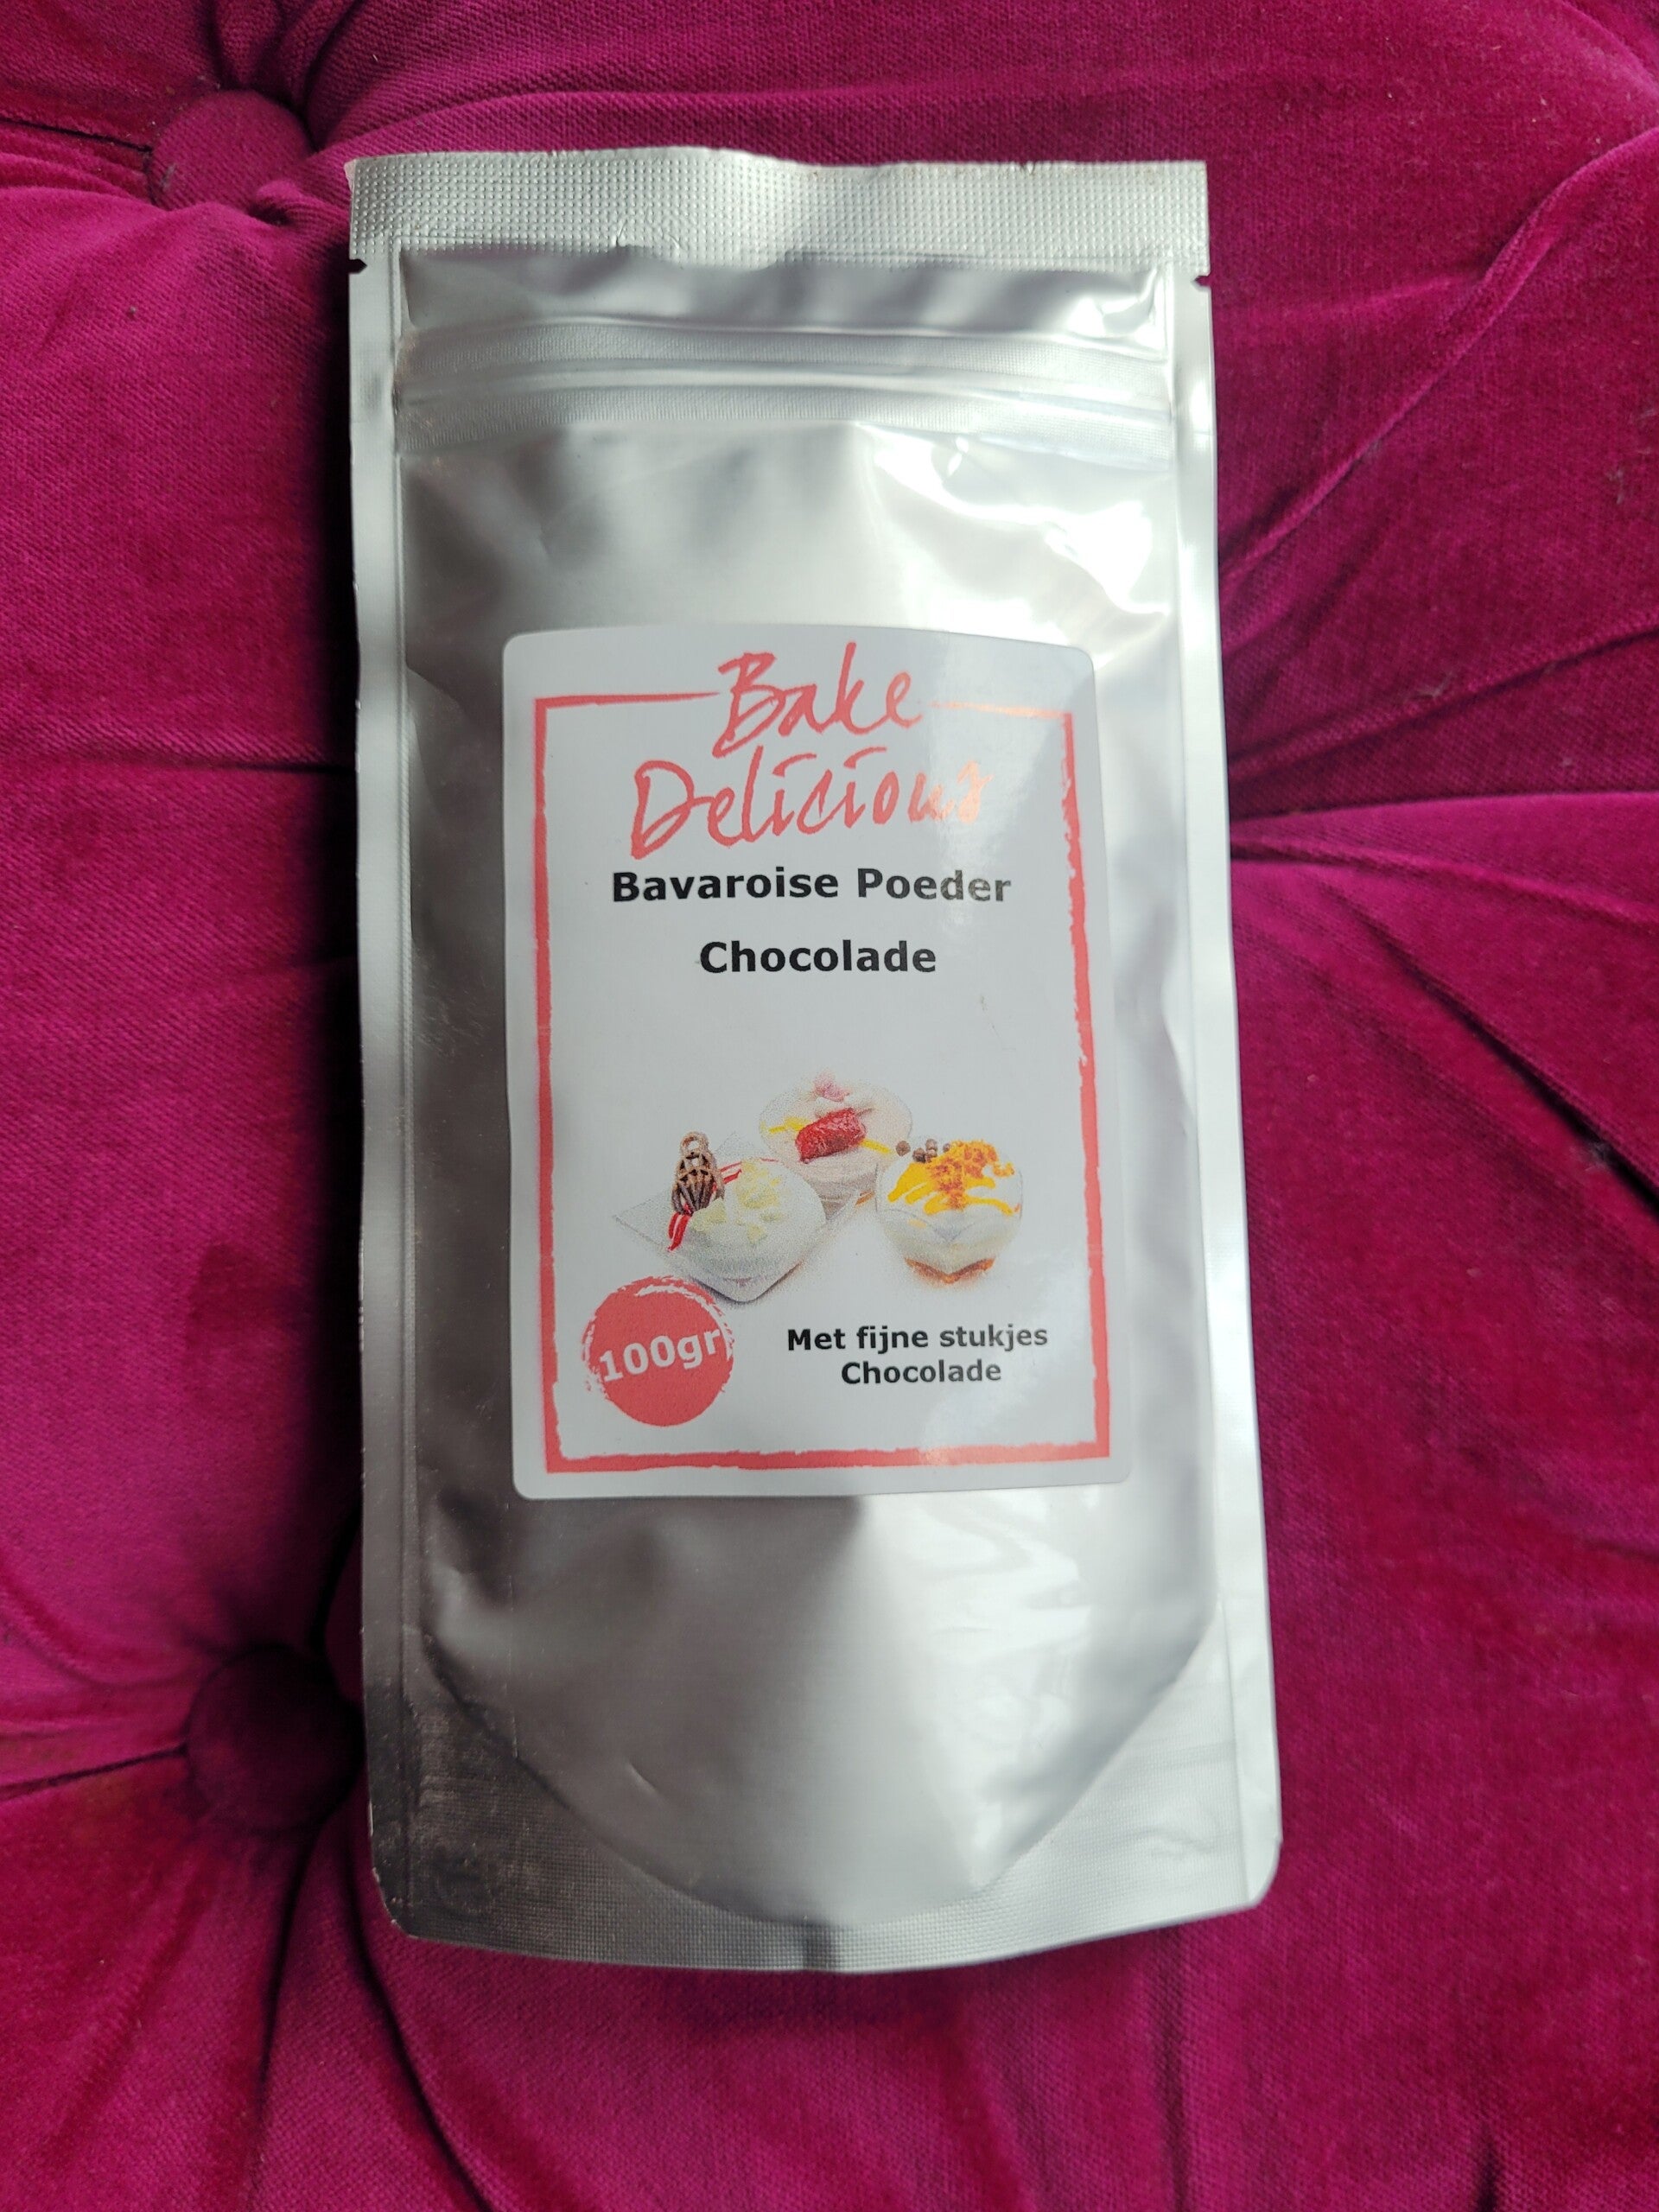 Bake
Delicious
Bavaroise Poeder
Chocolade
100gr
Met fijne stukjes
Chocolade